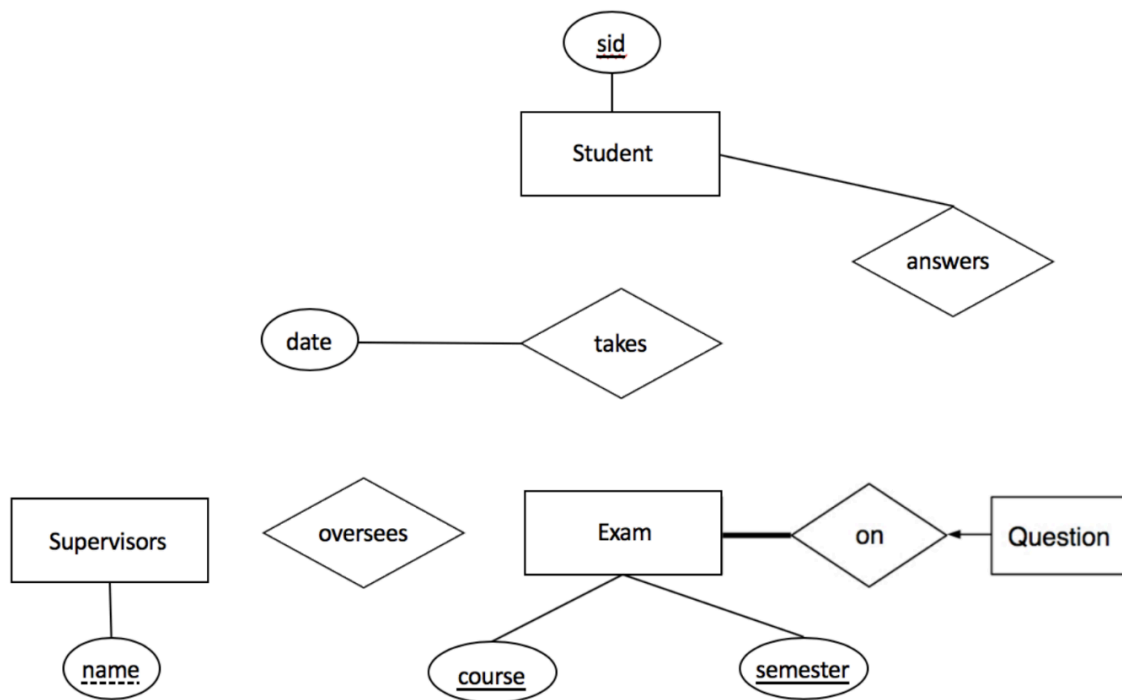 sid
Student
answers
date
takes
Supervisors
oversees
Exam
on
Question
name
course
semester